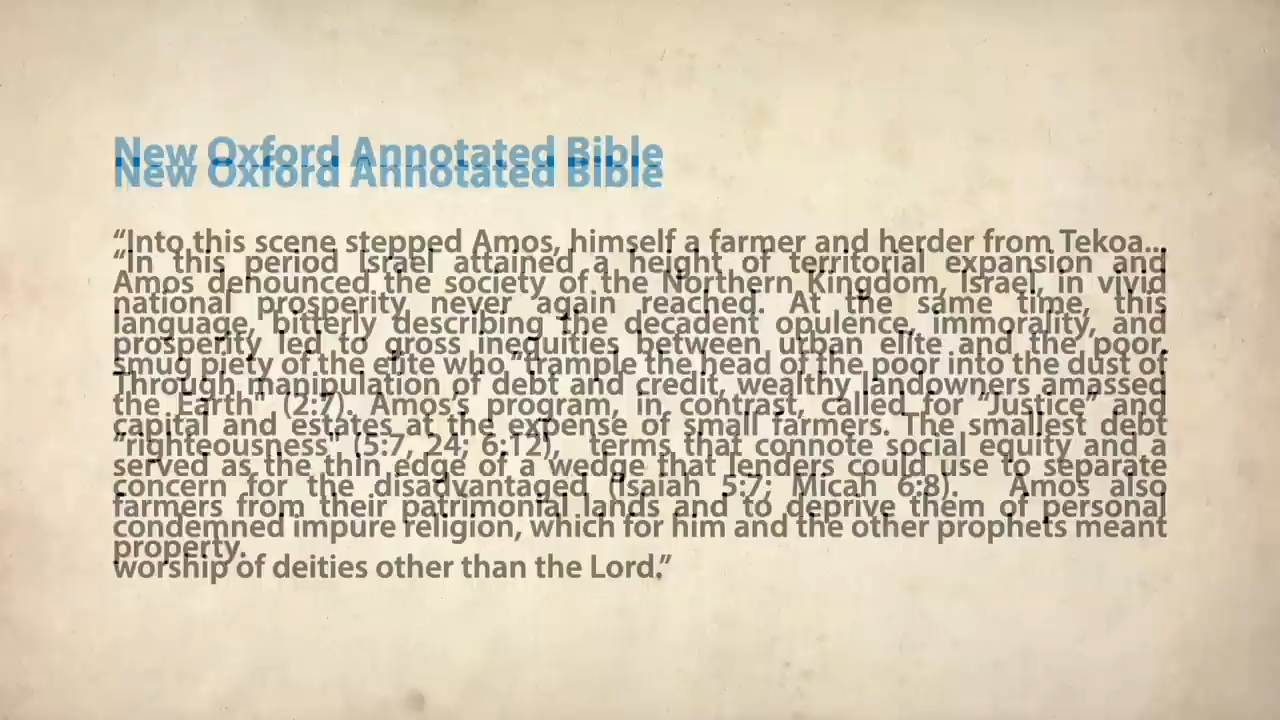 New Oxford Annotated Bible
“Into this scene stepped Amos, himself a farmer and herder from Tekoa...
Amos denounced the society of the Northern Kingdom, Israel, in vivid
language, bitterly describing the decadent opulence, immorality, and
smug piety of the elite who "trample the head of the poor into the dust of
the Earth" (2:7). Amos's program, in contrast, called for “Justice” and
“righteousness" (5:7, 24; 6:12), terms that connote social equity and a
concern for the disadvantaged (Isaiah 5:7; Micah 6:8). Amos also
condemned impure religion, which for him and the other prophets meant
worship of deities other than the Lord.”
New Oxford Annotated Bible
“In this period Israel attained a height of territorial expansion and
national prosperity never again reached. At the same time, this
prosperity led to gross inequities between urban elite and the poor.
Through manipulation of debt and credit, wealthy landowners amassed
capital and estates at the expense of small farmers. The smallest debt
served as the thin edge of a wedge that lenders could use to separate
farmers from their patrimonial lands and to deprive them of personal
property.